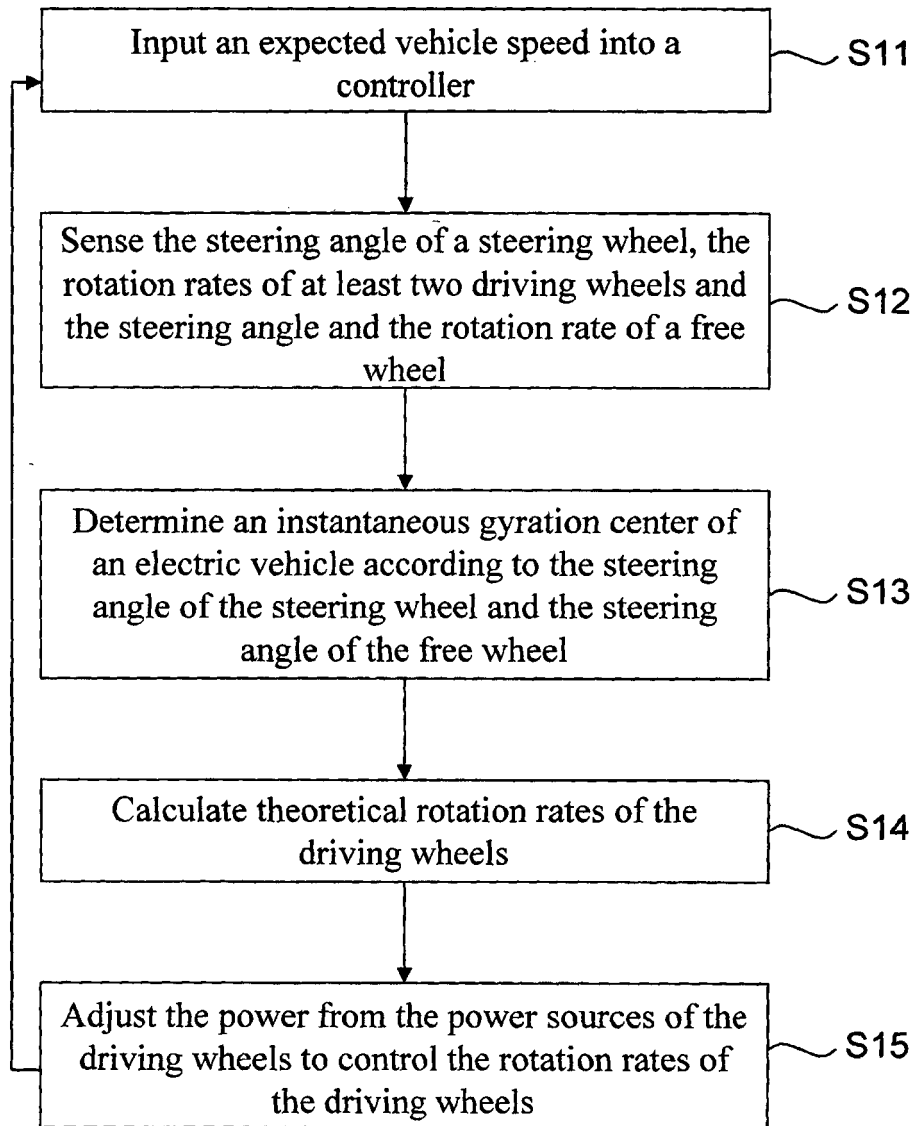 Input an expected vehicle speed into a
controller
S11
Sense the steering angle of a steering wheel, the
rotation rates of at least two driving wheels and
the steering angle and the rotation rate of a free
wheel
S12
Determine an instantaneous gyration center of
an electric vehicle according to the steering
angle of the steering wheel and the steering
angle of the free wheel
S13
Calculate theoretical rotation rates of the
driving wheels
S14
Adjust the power from the power sources of the
driving wheels to control the rotation rates of
the driving wheels
S15